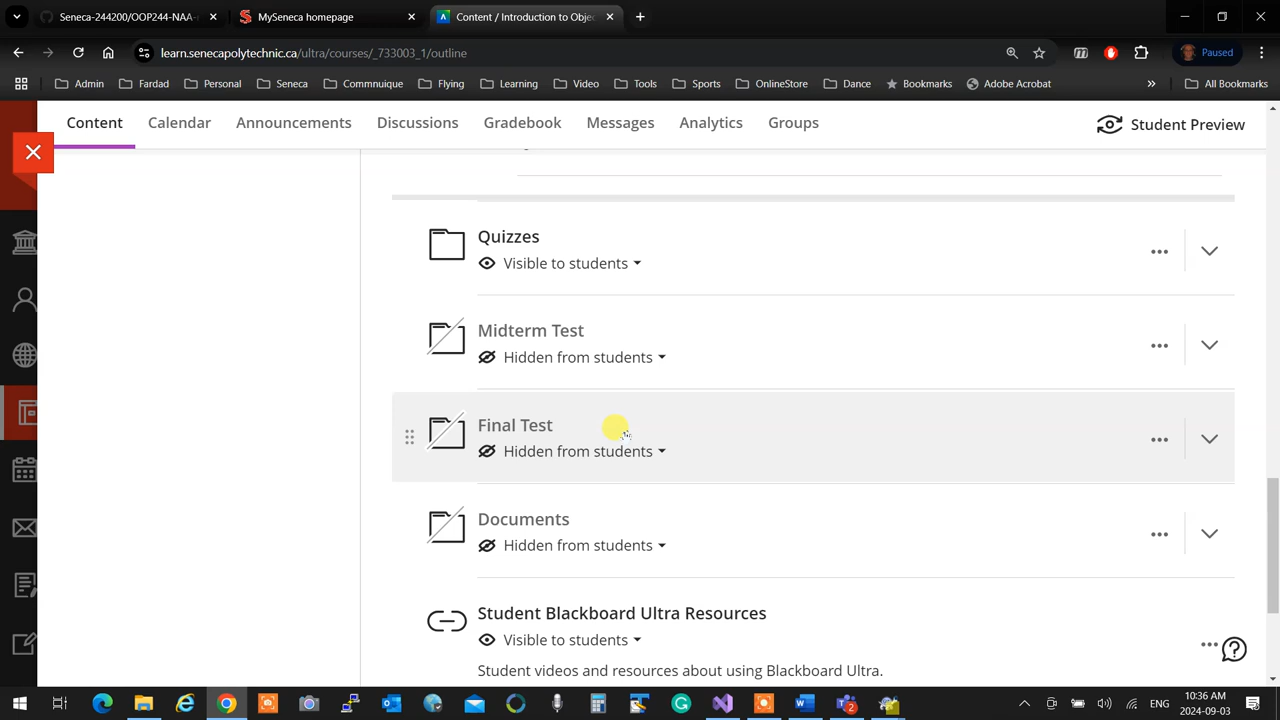 Seneca-244200/OOP244-NAA-
MySeneca homepage
Content / Introduction to Objec
learn.senecapolytechnic.ca/ultra/courses/_733003_1/outline
Paused
Admin
Fardad
Personal
Seneca
Commnuique
Flying
Learning
Video
Tools
Sports
OnlineStore
Dance
Bookmarks
Adobe Acrobat
All Bookmarks
Content
Calendar
Announcements
Discussions
Gradebook
Messages
Analytics
Groups
Student Preview
Quizzes
Visible to students
Midterm Test
Hidden from students
Final Test
Hidden from students
Documents
Hidden from students
Student Blackboard Ultra Resources
Visible to students
Student videos and resources about using Blackboard Ultra.
ENG
10:36 AM
2024-09-03